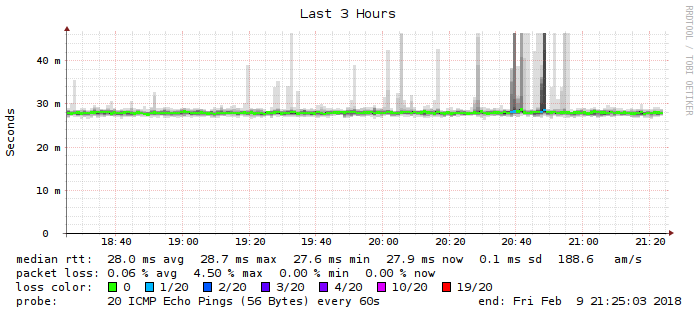 Last 3 Hours
RRDTOOL / TOBI OETIKER
Seconds
40 m
30 m
20 m
10 m
0
18:40 19:00 19:20 19:40 20:00 20:20 20:40 21:00 21:20
median rtt: 28.0 ms avg 28.7 ms max 27.6 ms min 27.9 ms now 0.1 ms sd 188.6 am/s
packet loss: 0.06 % avg 4.50 % max 0.00 % min 0.00 % now
loss color: 0 1/20 2/20 3/20 4/20 10/20 19/20
probe: 20 ICMP Echo Pings (56 Bytes) every 60s end: Fri Feb 9 21:25:03 2018